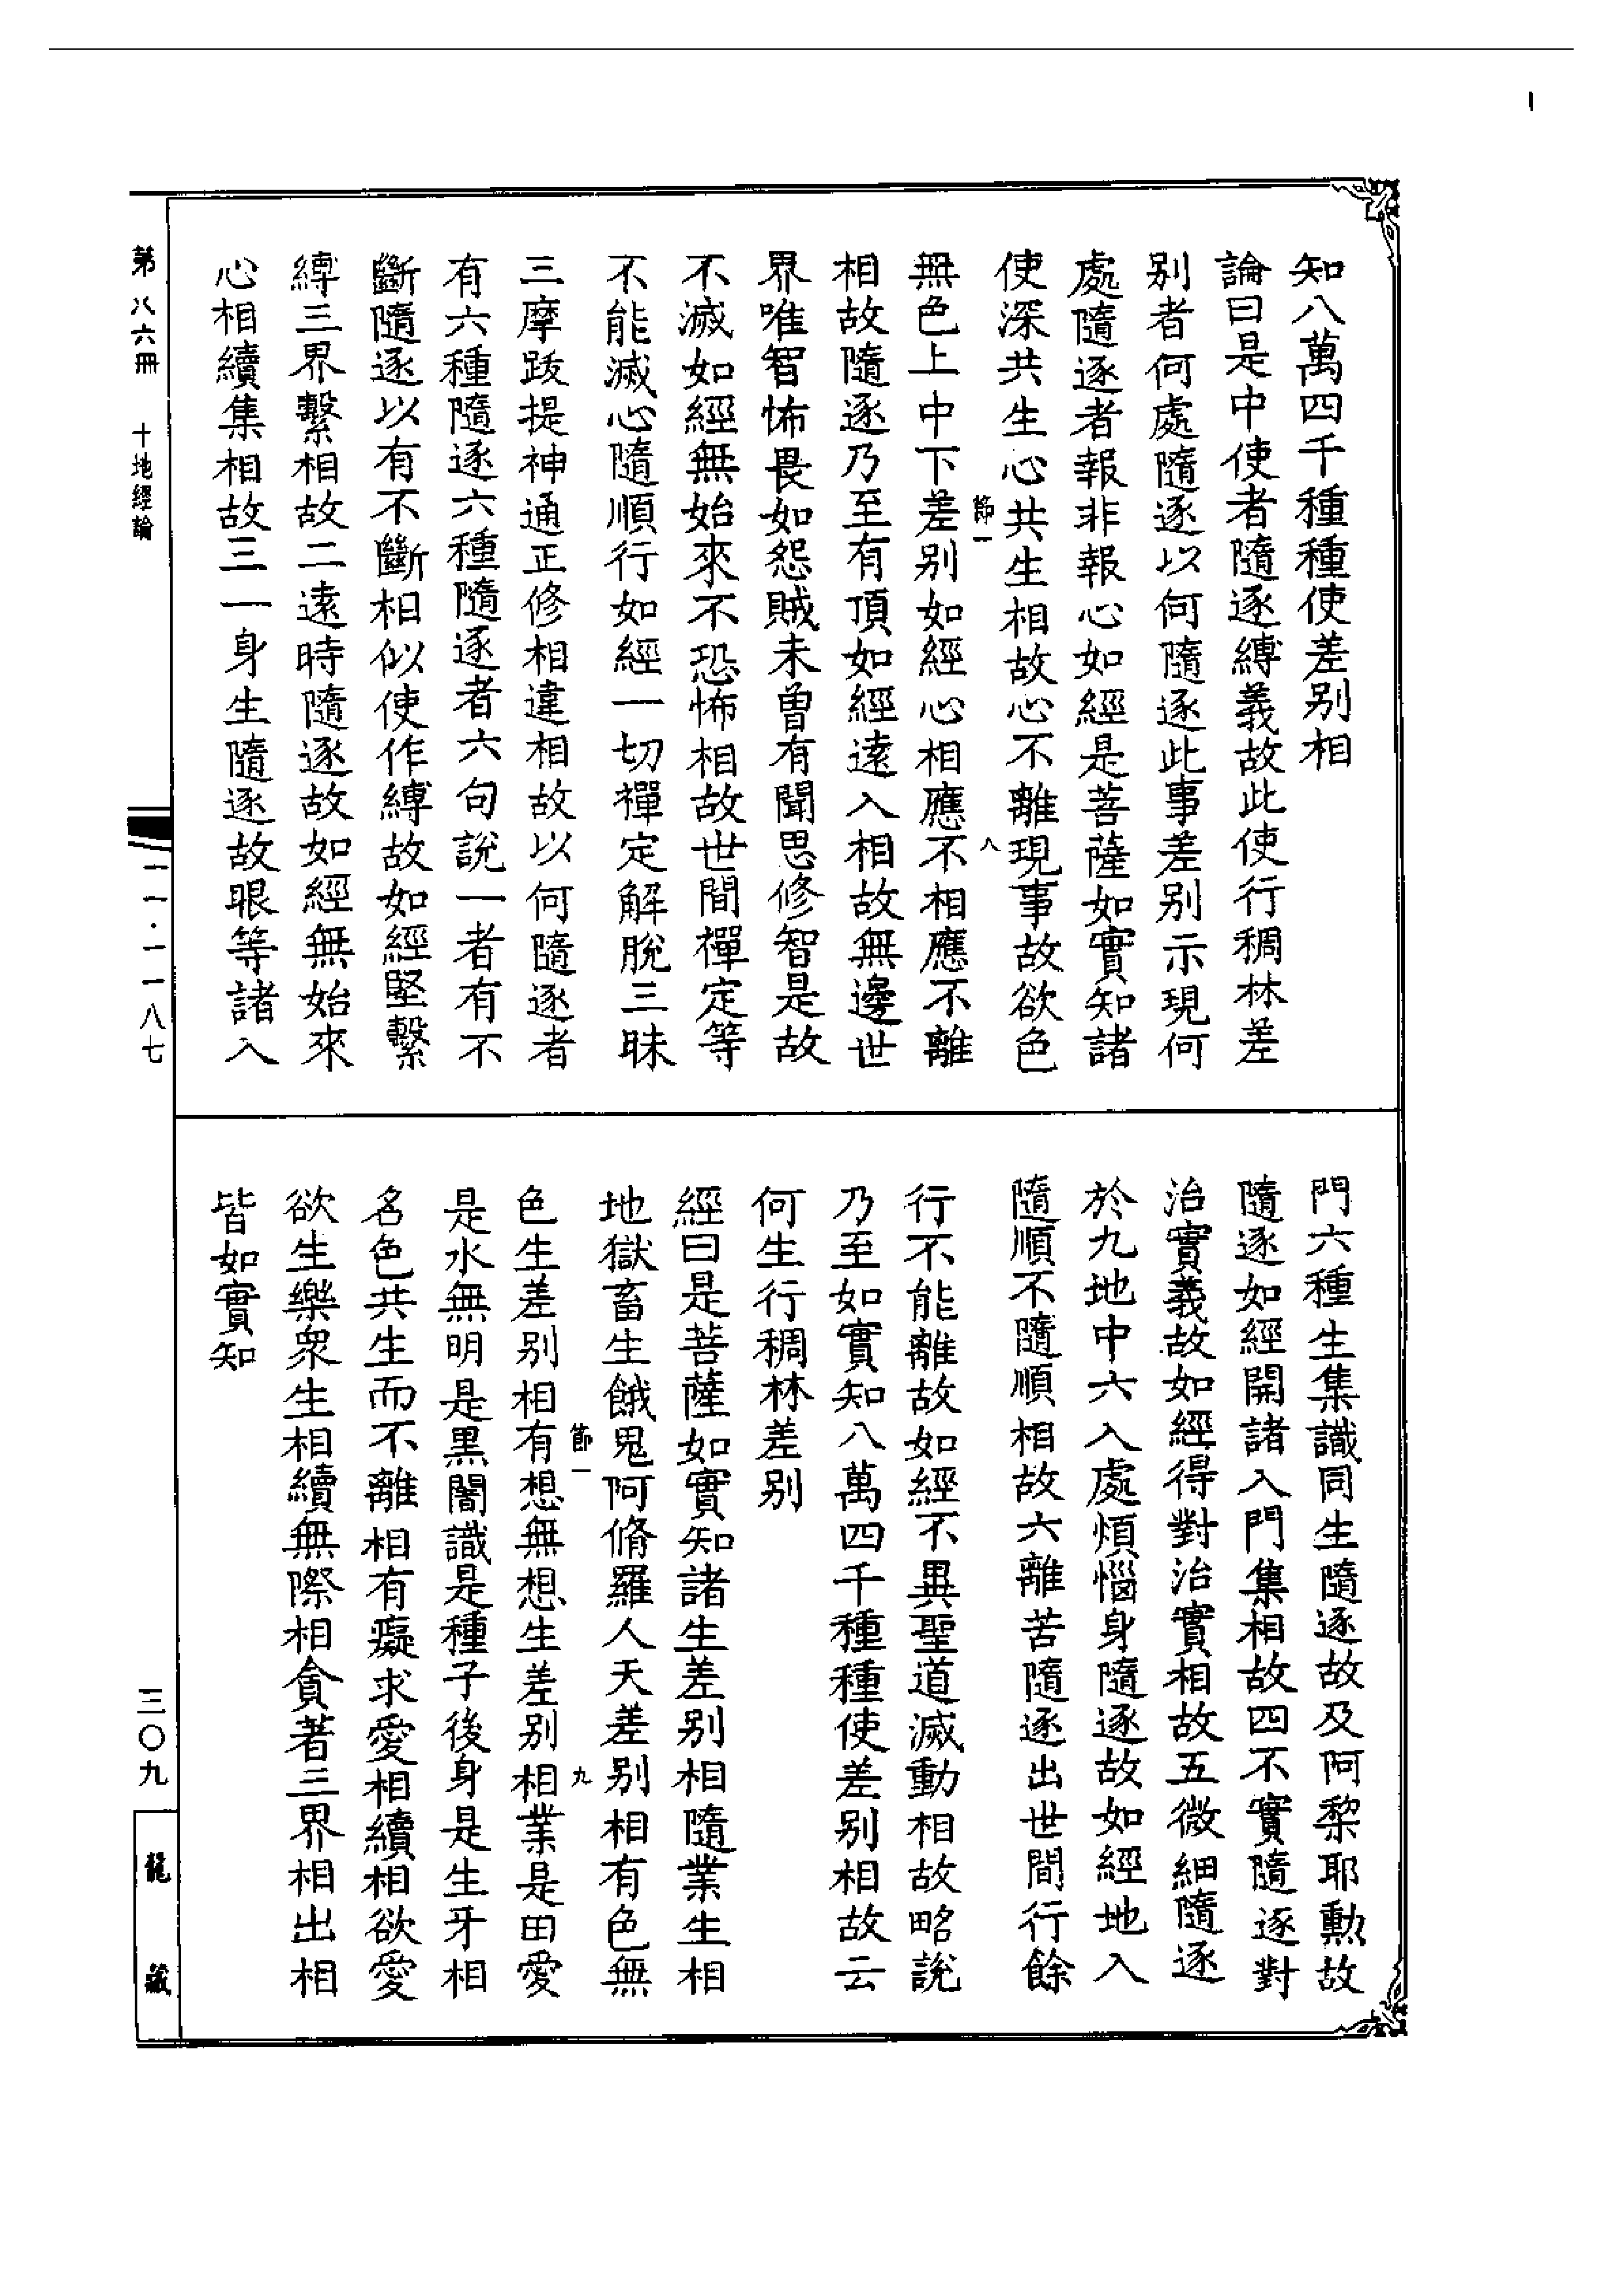 知八萬四千種種使差别相
論曰是中使者隨逐縛義故此使行稠林差
别者何處隨逐以何隨逐此事差别示現何
處隨逐者報非報心如經是菩薩如實知諸
使深共生心共生相故心不離現事故欲色
節一 八
無色上中下差别如經心相應不相應不離
相故隨逐乃至有頂如經遠入相故無邊世
界唯智怖畏如怨賊未曽有聞思修智是故
不滅如經無始來不恐怖相故世間禪定等
不能滅心隨順行如經一切禪定解脫三昧
三摩跋提神通正修相違相故以何隨逐者
有六種隨逐六種隨逐者六句說一者有不
斷隨逐以有不斷相似使作縛故如經堅繫
縛三界繫相故二遠時隨逐故如經無始來
心相續集相故三一身生隨逐故眼等諸入
門六種生集識同生隨逐故及阿棃耶勳故
隨逐如經開諸入門集相故四不實隨逐對
治實義故如經得對治實相故五微細隨逐
於九地中六入處煩惱身隨逐故如經地入
隨順不隨順相故六離苦隨逐出世間行餘
行不能離故如經不異聖道滅動相故略說
乃至如實知八萬四千種種使差别相故云
何生行稠林差别
經曰是菩薩如實知諸生差别相隨業生相
地獄畜生餓鬼阿脩羅人天差别相有色無
節一 九
色生差别相有想無想生差别相業是田愛
是水無明是黑闇識是種子後身是生牙相
名色共生而不離相有癡求愛相續相欲愛
欲生樂衆生相續無際相貪著三界相出相
皆如實知
第八六冊 十地經論
一一·一一八七
三〇九
龍藏